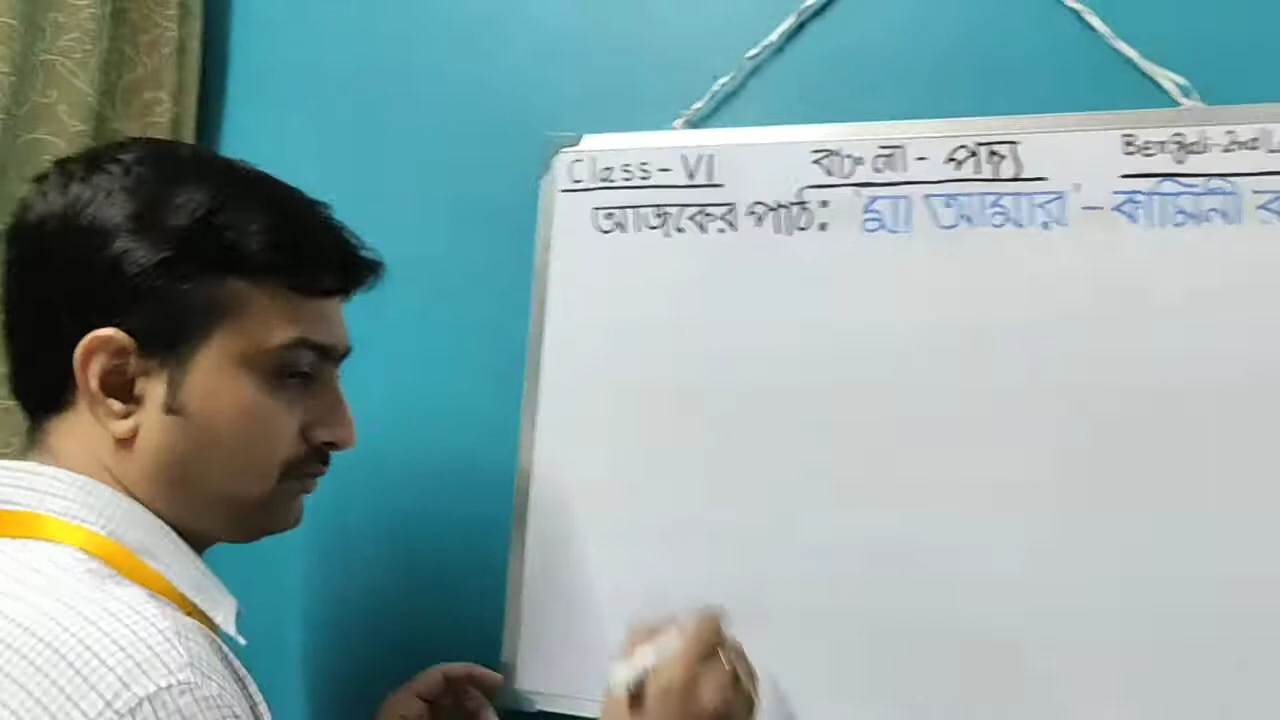 Class-VI বাংলা - পদ্য Bengali-2nd L
আজকের পাঠ: 'মা আমার' - কামিনী র